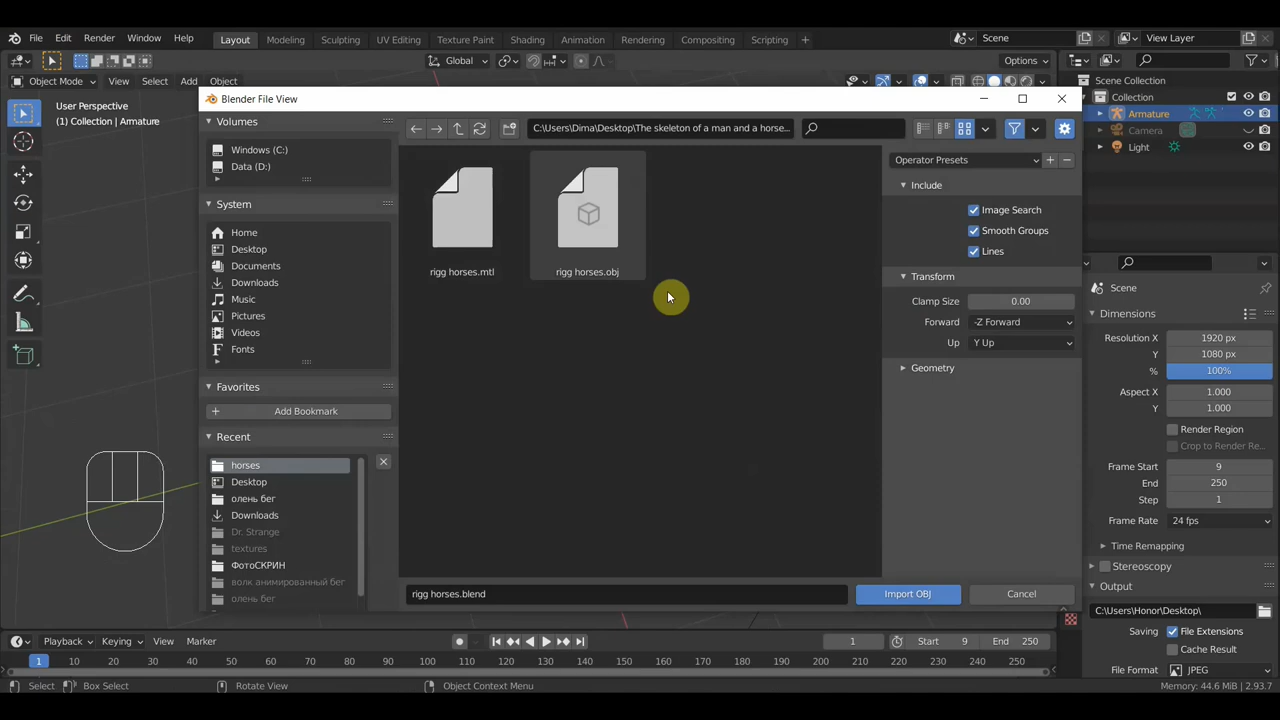 File Edit Render Window Help Layout Modeling Sculpting UV Editing Texture Paint Shading Animation Rendering Compositing Scripting + Scene View Layer
Global Options
Object Mode View Select Add Object
User Perspective
(1) Collection | Armature
Scene Collection
Collection
Armature
Camera
Light
Blender File View
Volumes
Windows (C:)
Data (D:)
System
Home
Desktop
Documents
Downloads
Music
Pictures
Videos
Fonts
Favorites
+ Add Bookmark
Recent
horses
Desktop
олень бег
Downloads
Dr. Strange
textures
ФотоСКРИН
волк анимированный бег
олень бег
C:\Users\Dima\Desktop\The skeleton of a man and a horse...
rigg horses.mtl
rigg horses.obj
Operator Presets
Include
Image Search
Smooth Groups
Lines
Transform
Clamp Size 0.00
Forward -Z Forward
Up Y Up
Geometry
rigg horses.blend
Import OBJ
Cancel
Scene
Dimensions
Resolution X 1920 px
Y 1080 px
% 100%
Aspect X 1.000
Y 1.000
Render Region
Crop to Render Re...
Frame Start 9
End 250
Step 1
Frame Rate 24 fps
Time Remapping
Stereoscopy
Output
C:\Users\Honor\Desktop\
Saving File Extensions
Cache Result
File Format JPEG
Playback Keying View Marker 1 Start 9 End 250
1 10 20 30 40 50 60 70 80 90 100 110 120 130 140 150 160 170 180 190 200 210 220 230 240 250
Select Box Select Rotate View Object Context Menu Memory: 44.6 MiB | 2.93.7